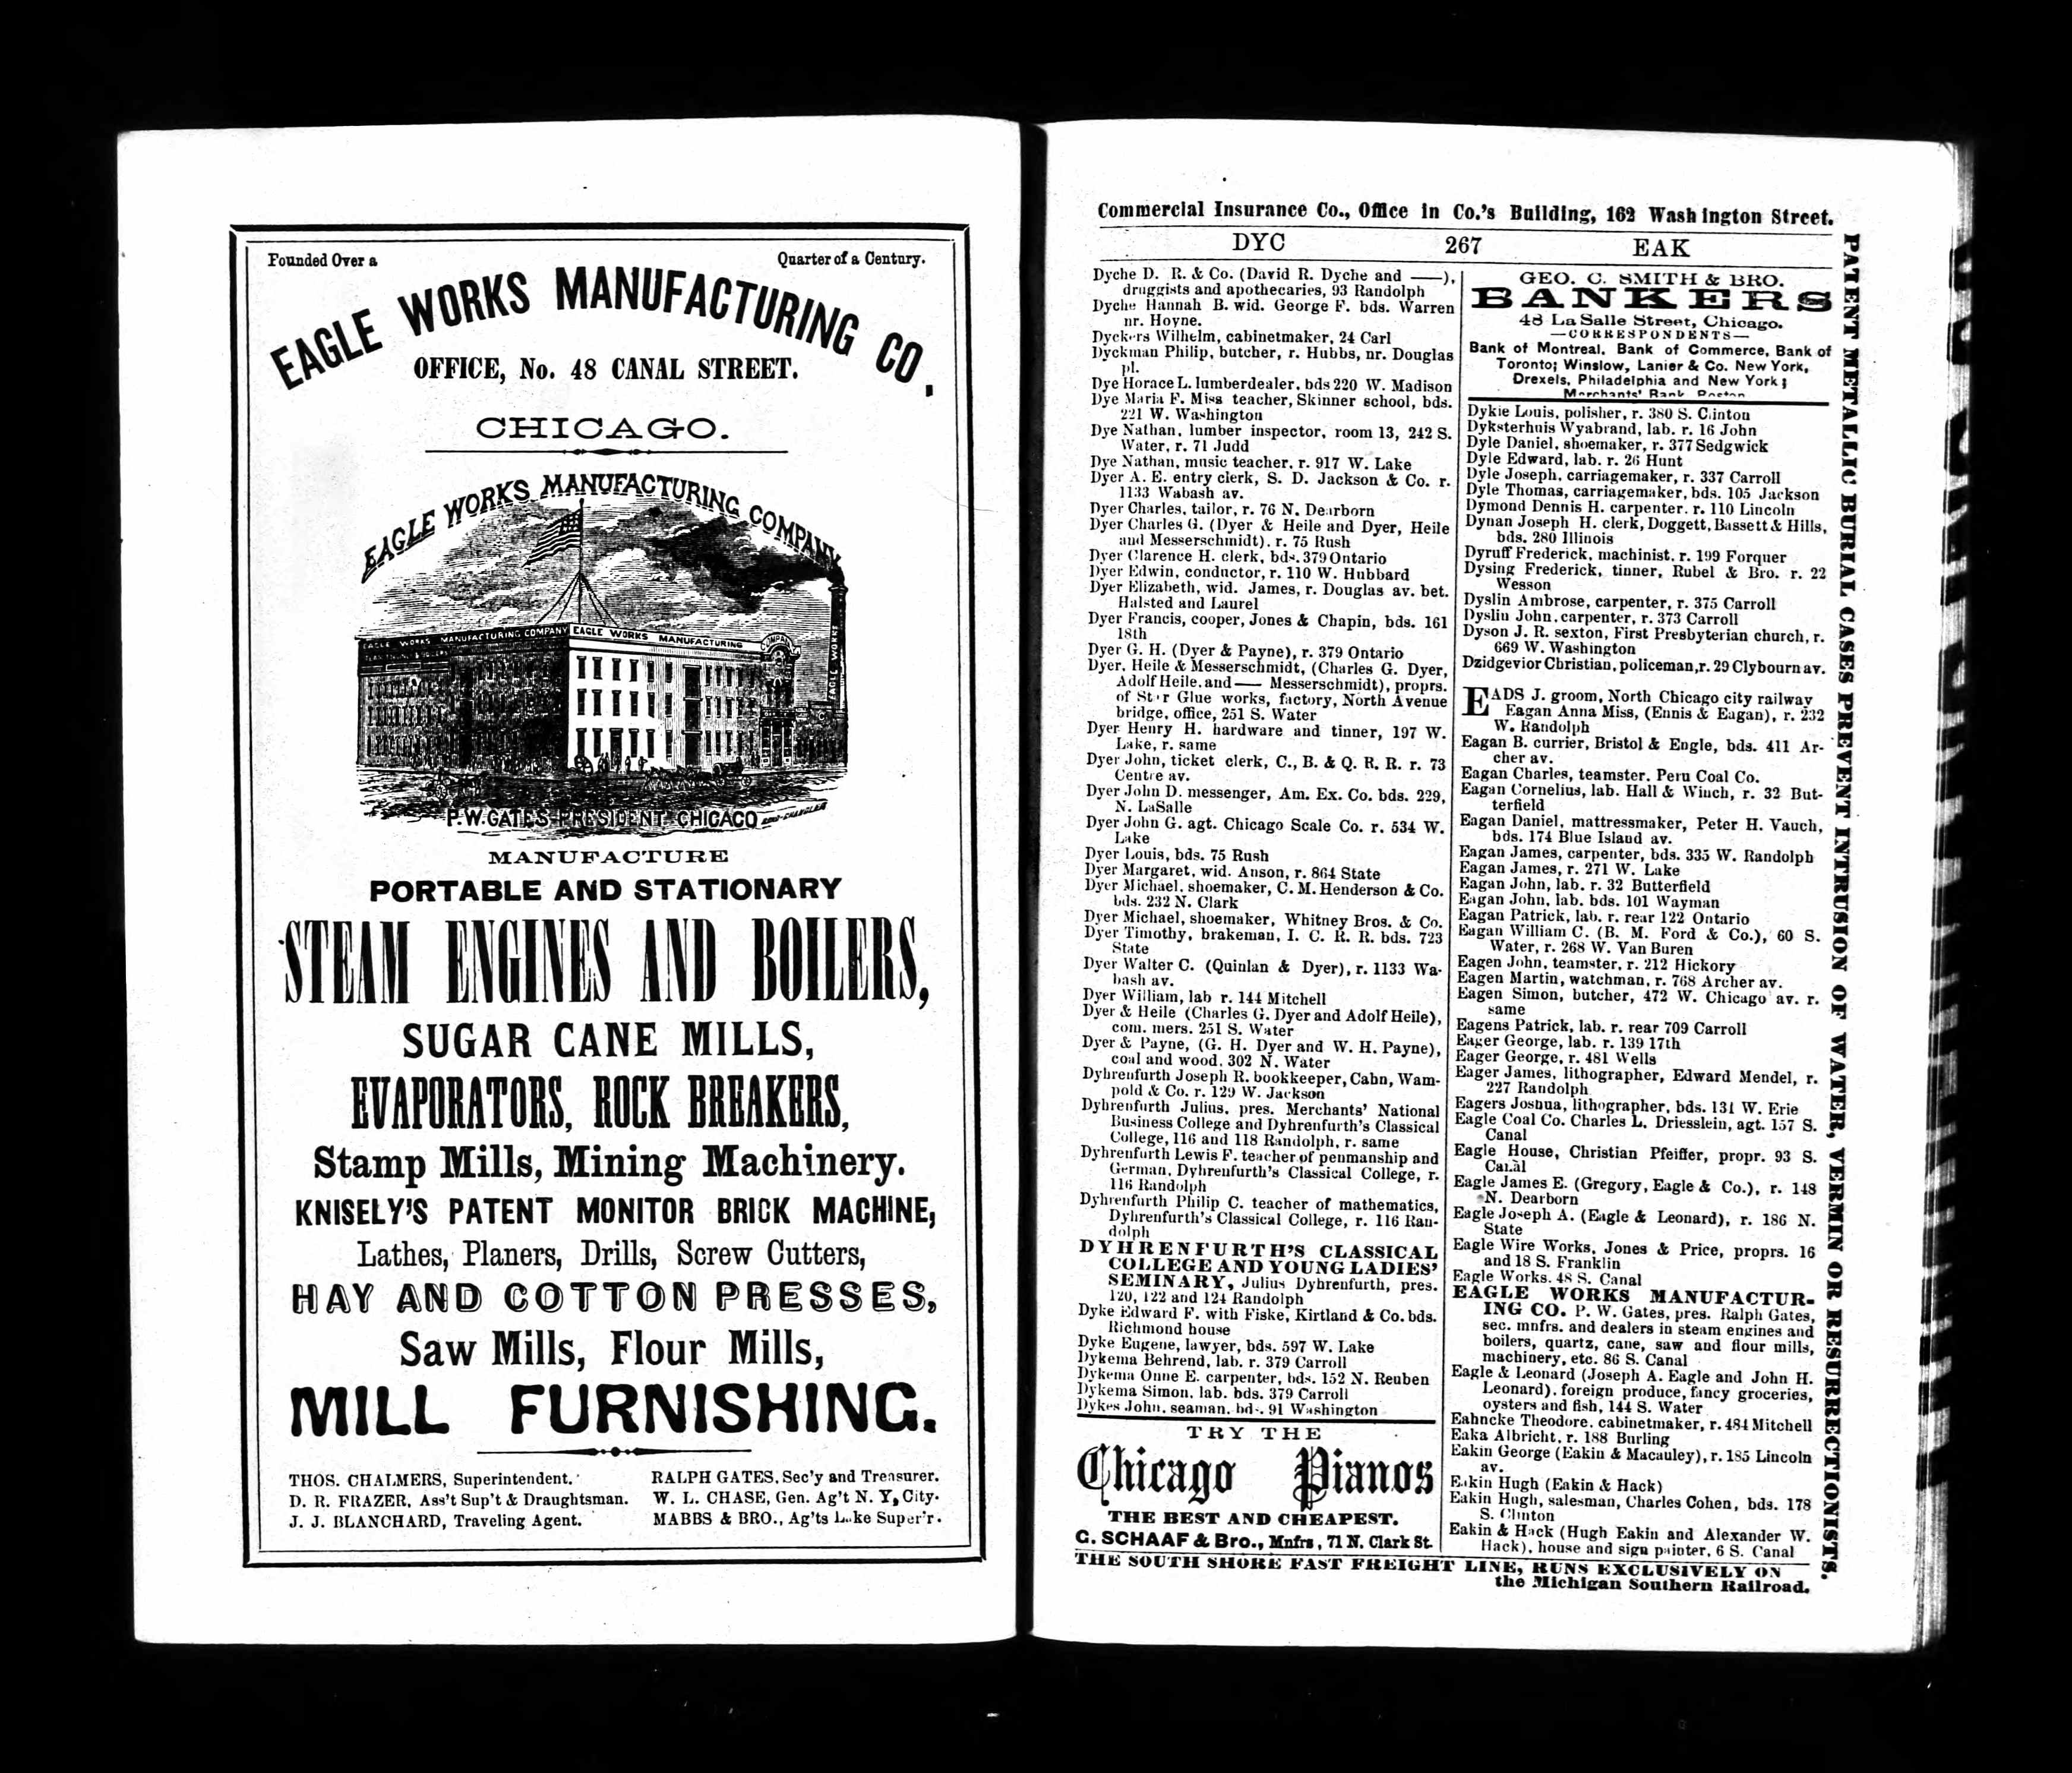 Founded Over a Quarter of a Century.
EAGLE WORKS MANUFACTURING CO.
OFFICE, No. 48 CANAL STREET.
CHICAGO.
EAGLE WORKS MANUFACTURING COMPANY
EAGLE WORKS MANUFACTURING COMPANY EAGLE WORKS MANUFACTURING COMPANY
EAGLE WORKS
P.W.GATES PRESIDENT CHICAGO
MANUFACTURE
PORTABLE AND STATIONARY
STEAM ENGINES AND BOILERS,
SUGAR CANE MILLS,
EVAPORATORS, ROCK BREAKERS,
Stamp Mills, Mining Machinery.
KNISELY'S PATENT MONITOR BRICK MACHINE,
Lathes, Planers, Drills, Screw Cutters,
HAY AND COTTON PRESSES,
Saw Mills, Flour Mills,
MILL FURNISHING.
THOS. CHALMERS, Superintendent.
D. R. FRAZER, Ass't Sup't & Draughtsman.
J. J. BLANCHARD, Traveling Agent.
RALPH GATES, Sec'y and Treasurer.
W. L. CHASE, Gen. Ag't N. Y, City.
MABBS & BRO., Ag'ts Lake Super'r.
Commercial Insurance Co., Office in Co.'s Building, 162 Washington Street.
DYC 267 EAK
Dyche D. R. & Co. (David R. Dyche and ——),
druggists and apothecaries, 93 Randolph
Dyche Hannah B. wid. George F. bds. Warren
nr. Hoyne.
Dyckers Wilhelm, cabinetmaker, 24 Carl
Dyckman Philip, butcher, r. Hubbs, nr. Douglas
pl.
Dye Horace L. lumberdealer, bds 220 W. Madison
Dye Maria F. Miss teacher, Skinner school, bds.
221 W. Washington
Dye Nathan, lumber inspector, room 13, 242 S.
Water, r. 71 Judd
Dye Nathan, music teacher, r. 917 W. Lake
Dyer A. E. entry clerk, S. D. Jackson & Co. r.
1133 Wabash av.
Dyer Charles, tailor, r. 76 N. Dearborn
Dyer Charles G. (Dyer & Heile and Dyer, Heile
and Messerschmidt). r. 75 Rush
Dyer Clarence H. clerk, bds. 379 Ontario
Dyer Edwin, conductor, r. 110 W. Hubbard
Dyer Elizabeth, wid. James, r. Douglas av. bet.
Halsted and Laurel
Dyer Francis, cooper, Jones & Chapin, bds. 161
18th
Dyer G. H. (Dyer & Payne), r. 379 Ontario
Dyer, Heile & Messerschmidt, (Charles G. Dyer,
Adolf Heile, and —— Messerschmidt), proprs.
of Star Glue works, factory, North Avenue
bridge, office, 251 S. Water
Dyer Henry H. hardware and tinner, 197 W.
Lake, r. same
Dyer John, ticket clerk, C., B. & Q. R. R. r. 73
Centre av.
Dyer John D. messenger, Am. Ex. Co. bds. 229,
N. LaSalle
Dyer John G. agt. Chicago Scale Co. r. 534 W.
Lake
Dyer Louis, bds. 75 Rush
Dyer Margaret, wid. Anson, r. 864 State
Dyer Michael, shoemaker, C. M. Henderson & Co.
bds. 232 N. Clark
Dyer Michael, shoemaker, Whitney Bros. & Co.
Dyer Timothy, brakeman, I. C. R. R. bds. 723
State
Dyer Walter C. (Quinlan & Dyer), r. 1133 Wa-
bash av.
Dyer William, lab r. 144 Mitchell
Dyer & Heile (Charles G. Dyer and Adolf Heile),
com. mers. 251 S. Water
Dyer & Payne, (G. H. Dyer and W. H. Payne),
coal and wood, 302 N. Water
Dyhrenfurth Joseph R. bookkeeper, Cahn, Wam-
pold & Co. r. 129 W. Jackson
Dyhrenfurth Julius, pres. Merchants' National
Business College and Dyhrenfurth's Classical
College, 116 and 118 Randolph, r. same
Dyhrenfurth Lewis F. teacher of penmanship and
German, Dyhrenfurth's Classical College, r.
116 Randolph
Dyhrenfurth Philip C. teacher of mathematics,
Dyhrenfurth's Classical College, r. 116 Ran-
dolph
DYHRENFURTH'S CLASSICAL
COLLEGE AND YOUNG LADIES'
SEMINARY, Julius Dyhrenfurth, pres.
120, 122 and 124 Randolph
Dyke Edward F. with Fiske, Kirtland & Co. bds.
Richmond house
Dyke Eugene, lawyer, bds. 597 W. Lake
Dykema Behrend, lab. r. 379 Carroll
Dykema Onne E. carpenter, bds. 152 N. Reuben
Dykema Simon, lab. bds. 379 Carroll
Dykes John, seaman, bds. 91 Washington
TRY THE
Chicago Pianos
THE BEST AND CHEAPEST.
G. SCHAAF & Bro., Mnfrs, 71 N. Clark St.
GEO. C. SMITH & BRO.
BANKERS
48 La Salle Street, Chicago.
—CORRESPONDENTS—
Bank of Montreal, Bank of Commerce, Bank of
Toronto; Winslow, Lanier & Co. New York,
Drexels, Philadelphia and New York;
Merchants' Bank, Boston
Dykie Louis, polisher, r. 380 S. Clinton
Dyksterhuis Wyabrand, lab. r. 16 John
Dyle Daniel, shoemaker, r. 377 Sedgwick
Dyle Edward, lab. r. 26 Hunt
Dyle Joseph, carriagemaker, r. 337 Carroll
Dyle Thomas, carriagemaker, bds. 105 Jackson
Dymond Dennis H. carpenter. r. 110 Lincoln
Dynan Joseph H. clerk, Doggett, Bassett & Hills,
bds. 280 Illinois
Dyruff Frederick, machinist, r. 199 Forquer
Dysing Frederick, tinner, Rubel & Bro. r. 22
Wesson
Dyslin Ambrose, carpenter, r. 375 Carroll
Dyslin John, carpenter, r. 373 Carroll
Dyson J. R. sexton, First Presbyterian church, r.
669 W. Washington
Dzidgevior Christian, policeman, r. 29 Clybourn av.
EADS J. groom, North Chicago city railway
Eagan Anna Miss, (Ennis & Eagan), r. 232
W. Randolph
Eagan B. currier, Bristol & Engle, bds. 411 Ar-
cher av.
Eagan Charles, teamster. Peru Coal Co.
Eagan Cornelius, lab. Hall & Winch, r. 32 But-
terfield
Eagan Daniel, mattressmaker, Peter H. Vauch,
bds. 174 Blue Island av.
Eagan James, carpenter, bds. 335 W. Randolph
Eagan James, r. 271 W. Lake
Eagan John, lab. r. 32 Butterfield
Eagan John, lab. bds. 101 Wayman
Eagan Patrick, lab. r. rear 122 Ontario
Eagan William C. (B. M. Ford & Co.), 60 S.
Water, r. 268 W. Van Buren
Eagen John, teamster, r. 212 Hickory
Eagen Martin, watchman, r. 768 Archer av.
Eagen Simon, butcher, 472 W. Chicago av. r.
same
Eagens Patrick, lab. r. rear 709 Carroll
Eager George, lab. r. 139 17th
Eager George, r. 481 Wells
Eager James, lithographer, Edward Mendel, r.
227 Randolph
Eagers Joshua, lithographer, bds. 131 W. Erie
Eagle Coal Co. Charles L. Driesslein, agt. 157 S.
Canal
Eagle House, Christian Pfeiffer, propr. 93 S.
Canal
Eagle James E. (Gregory, Eagle & Co.), r. 148
N. Dearborn
Eagle Joseph A. (Eagle & Leonard), r. 186 N.
State
Eagle Wire Works, Jones & Price, proprs. 16
and 18 S. Franklin
Eagle Works. 48 S. Canal
EAGLE WORKS MANUFACTUR-
ING CO. P. W. Gates, pres. Ralph Gates,
sec. mnfrs. and dealers in steam engines and
boilers, quartz, cane, saw and flour mills,
machinery, etc. 86 S. Canal
Eagle & Leonard (Joseph A. Eagle and John H.
Leonard). foreign produce, fancy groceries,
oysters and fish, 144 S. Water
Eahncke Theodore, cabinetmaker, r. 484 Mitchell
Eaka Albricht, r. 188 Burling
Eakin George (Eakin & Macauley), r. 185 Lincoln
av.
Eakin Hugh (Eakin & Hack)
Eakin Hugh, salesman, Charles Cohen, bds. 178
S. Clinton
Eakin & Hack (Hugh Eakin and Alexander W.
Hack), house and sign painter, 6 S. Canal
THE SOUTH SHORE FAST FREIGHT LINE, RUNS EXCLUSIVELY ON
the Michigan Southern Railroad.
PATENT METALLIC BURIAL CASES PREVENT INTRUSION OF WATER, VERMIN OR RESURRECTIONISTS.